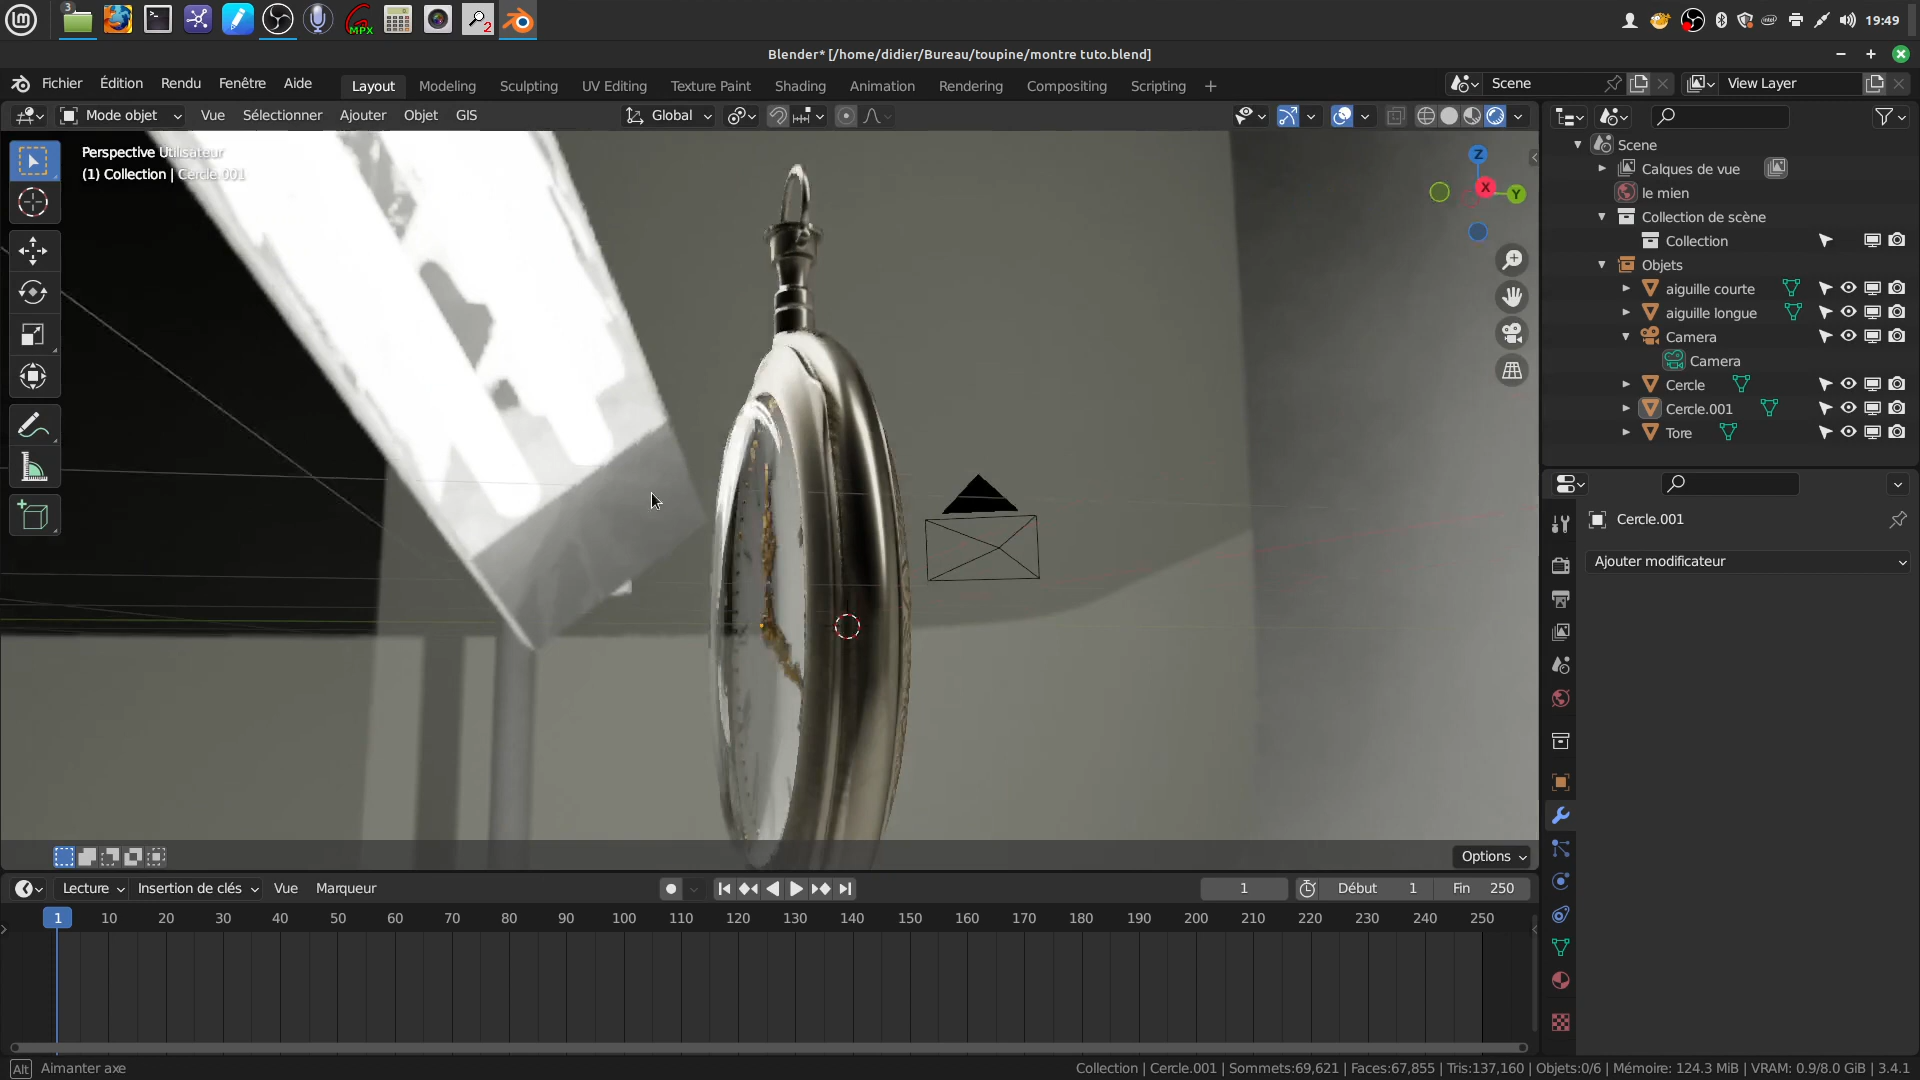 3
MPX
2
19:49
Blender* [/home/didier/Bureau/toupine/montre tuto.blend]
Fichier Édition Rendu Fenêtre Aide
Layout Modeling Sculpting UV Editing Texture Paint Shading Animation Rendering Compositing Scripting +
Scene View Layer
Mode objet Vue Sélectionner Ajouter Objet GIS
Global
Perspective Utilisateur
(1) Collection | Cercle.001
Z
X
Y
Scene
Calques de vue
le mien
Collection de scène
Collection
Objets
aiguille courte
aiguille longue
Camera
Camera
Cercle
Cercle.001
Tore
Cercle.001
Ajouter modificateur
Options
Lecture Insertion de clés Vue Marqueur
1 Début 1 Fin 250
1 10 20 30 40 50 60 70 80 90 100 110 120 130 140 150 160 170 180 190 200 210 220 230 240 250
Alt Aimanter axe
Collection | Cercle.001 | Sommets:69,621 | Faces:67,855 | Tris:137,160 | Objets:0/6 | Mémoire: 124.3 MiB | VRAM: 0.9/8.0 GiB | 3.4.1